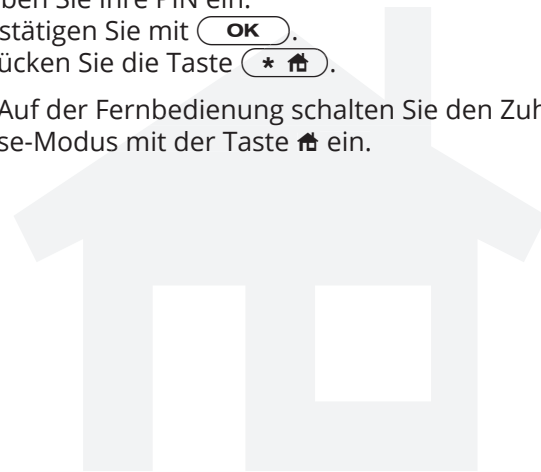 ben Sie Ihre PIN ein.
stätigen Sie mit OK.
ücken Sie die Taste *.
Auf der Fernbedienung schalten Sie den Zuh
se-Modus mit der Taste ein.